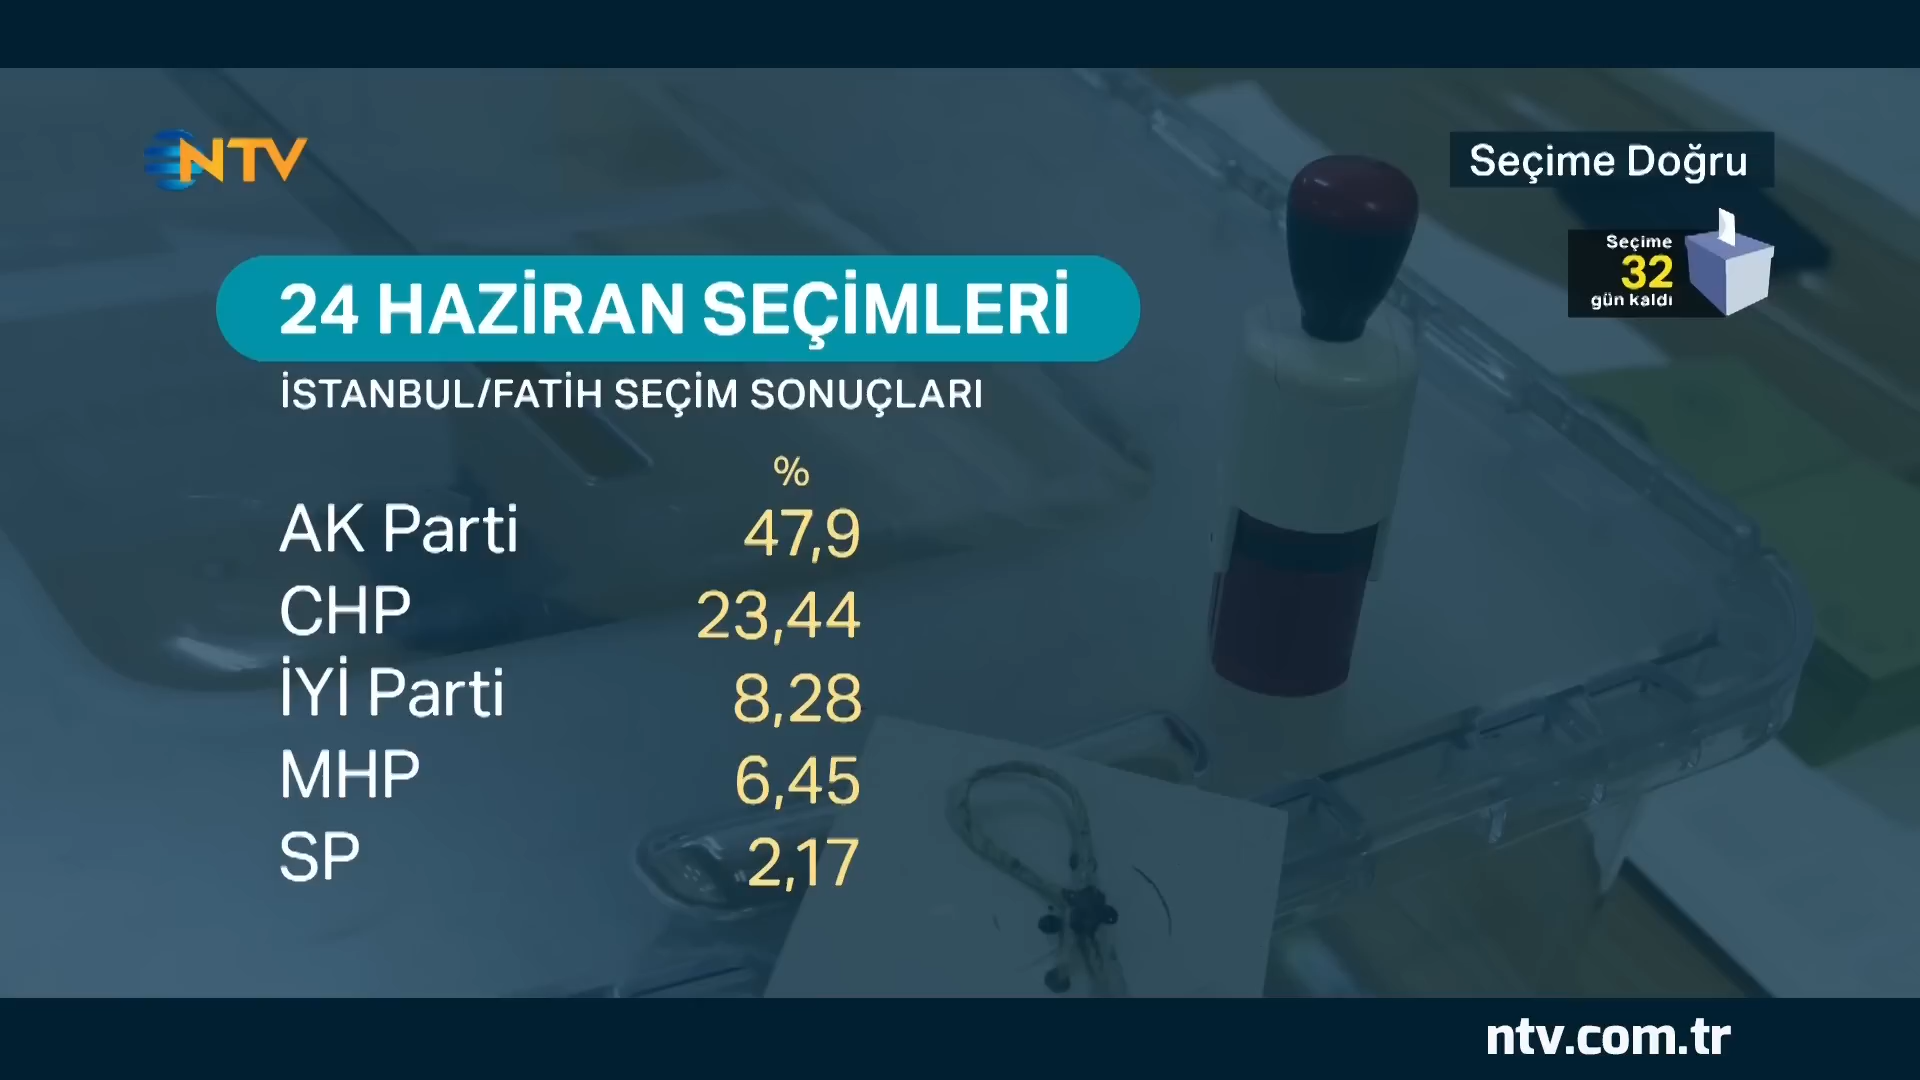 NTV
Seçime Doğru
Seçime
32
gün kaldı
24 HAZİRAN SEÇİMLERİ
İSTANBUL/FATİH SEÇİM SONUÇLARI
%
AK Parti 47,9
CHP 23,44
İYİ Parti 8,28
MHP 6,45
SP 2,17
ntv.com.tr